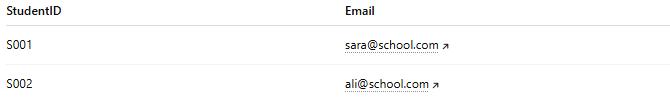 StudentID Email
S001 sara@school.com ↗
S002 ali@school.com ↗